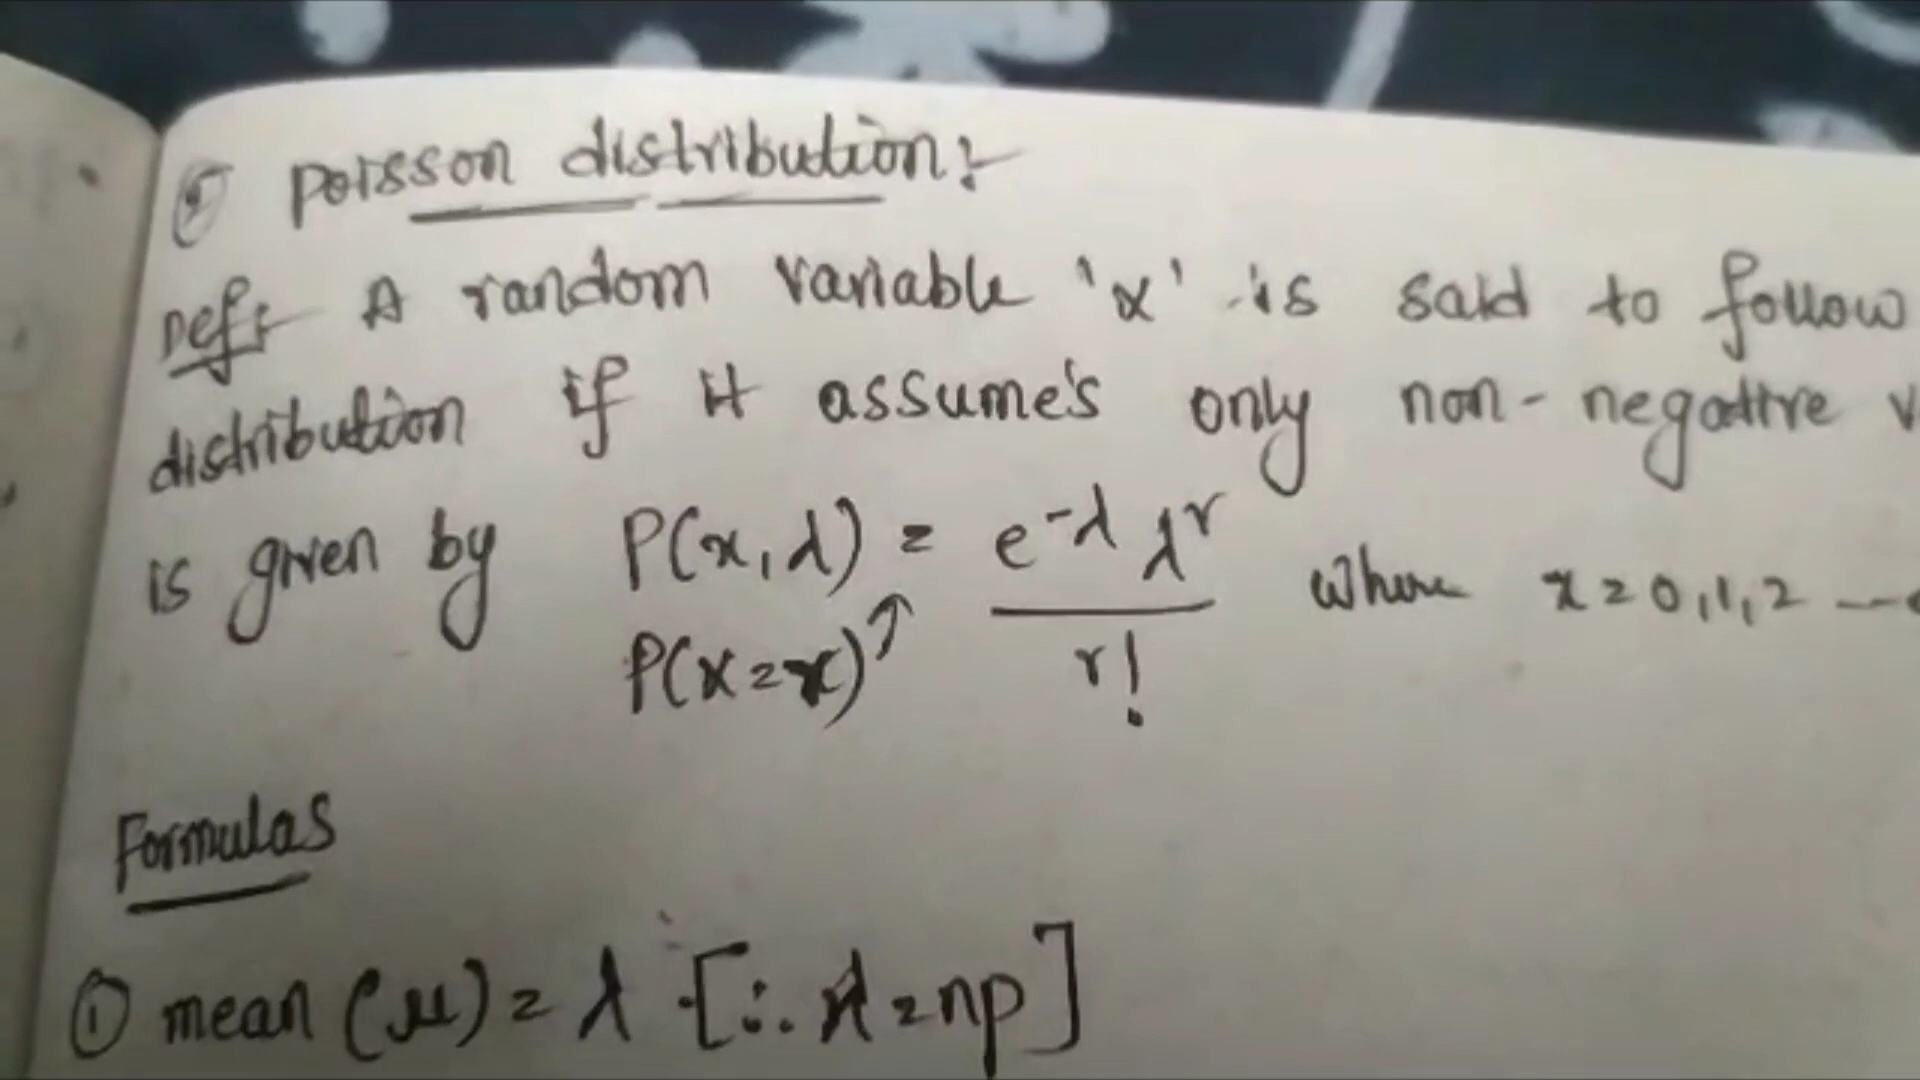 Poisson distribution:-
Def:- A random variable 'x' is said to follow
distribution if it assume's only non-negative
is given by P(x,λ) = e^-λ λ^r / r! where x=0,1,2 ---
P(X=x)↑
Formulas
① mean (μ) = λ [∵ λ=np]